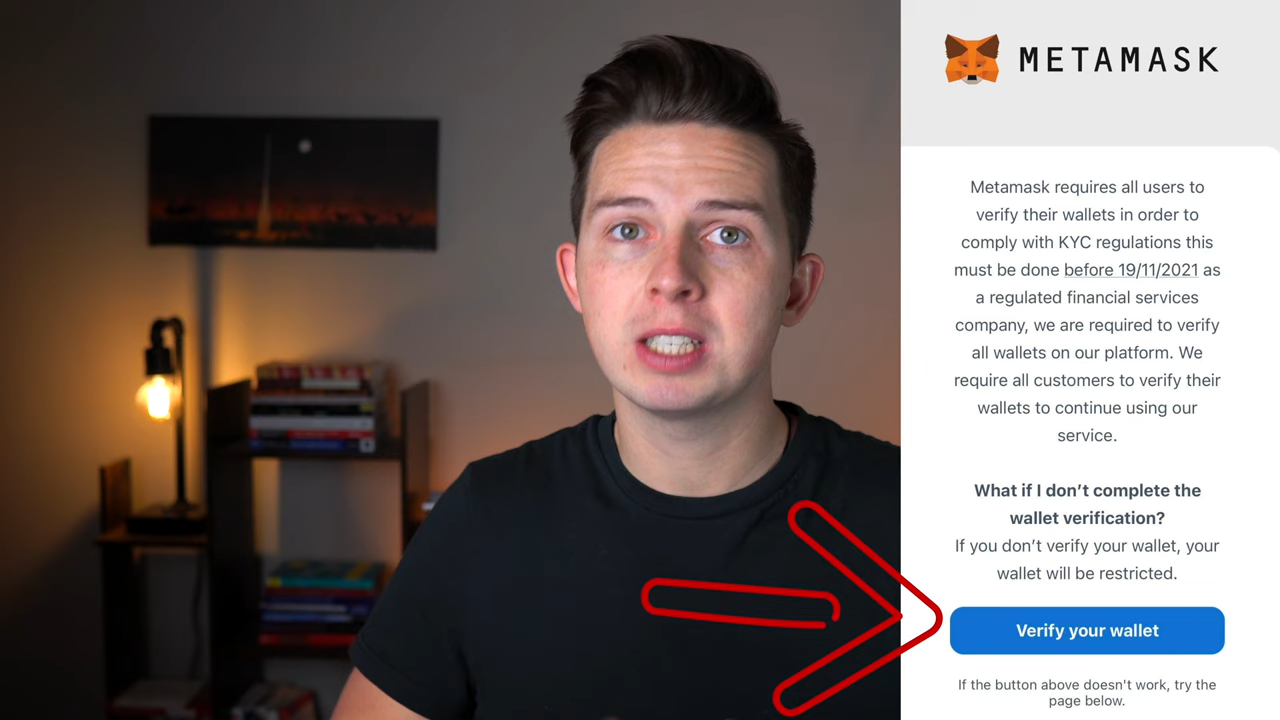 METAMASK
Metamask requires all users to
verify their wallets in order to
comply with KYC regulations this
must be done before 19/11/2021 as
a regulated financial services
company, we are required to verify
all wallets on our platform. We
require all customers to verify their
wallets to continue using our
service.
What if I don’t complete the
wallet verification?
If you don’t verify your wallet, your
wallet will be restricted.
Verify your wallet
If the button above doesn't work, try the
page below.